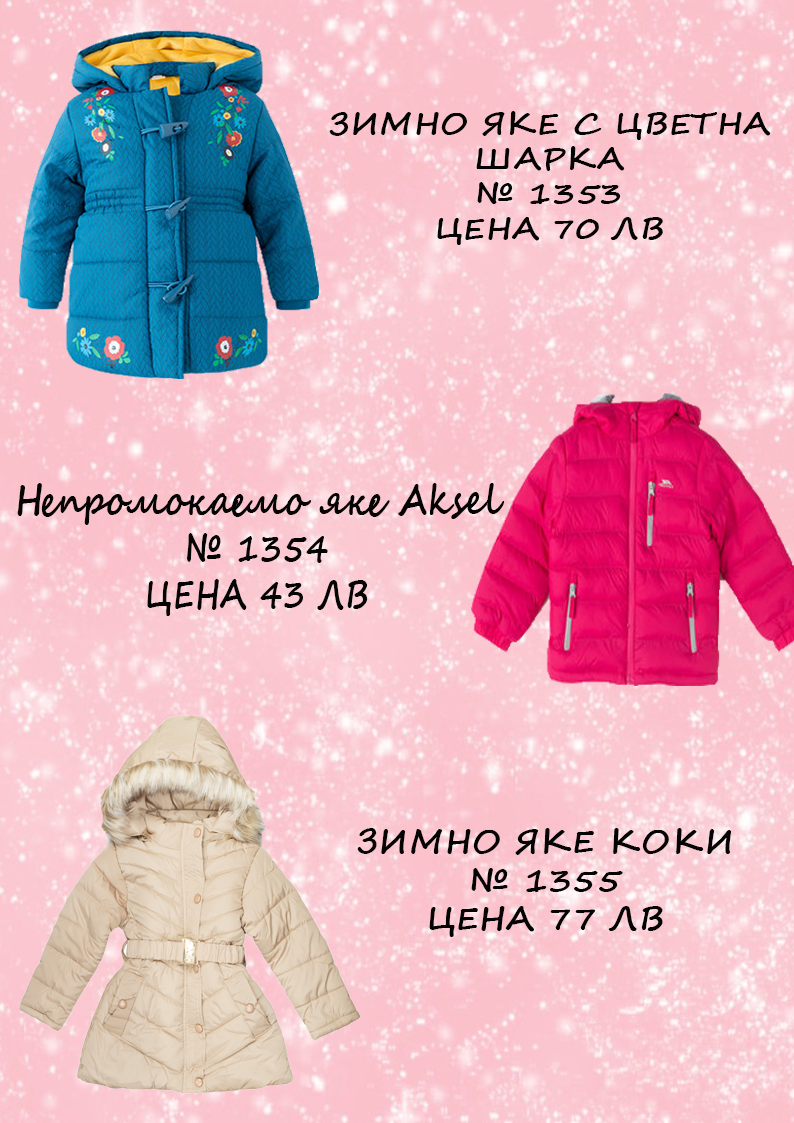 ЗИМНО ЯКЕ С ЦВЕТНА
ШАРКА
№ 1353
ЦЕНА 70 ЛВ
Непромокаемо яке Aksel
№ 1354
ЦЕНА 43 ЛВ
ЗИМНО ЯКЕ КОКИ
№ 1355
ЦЕНА 77 ЛВ